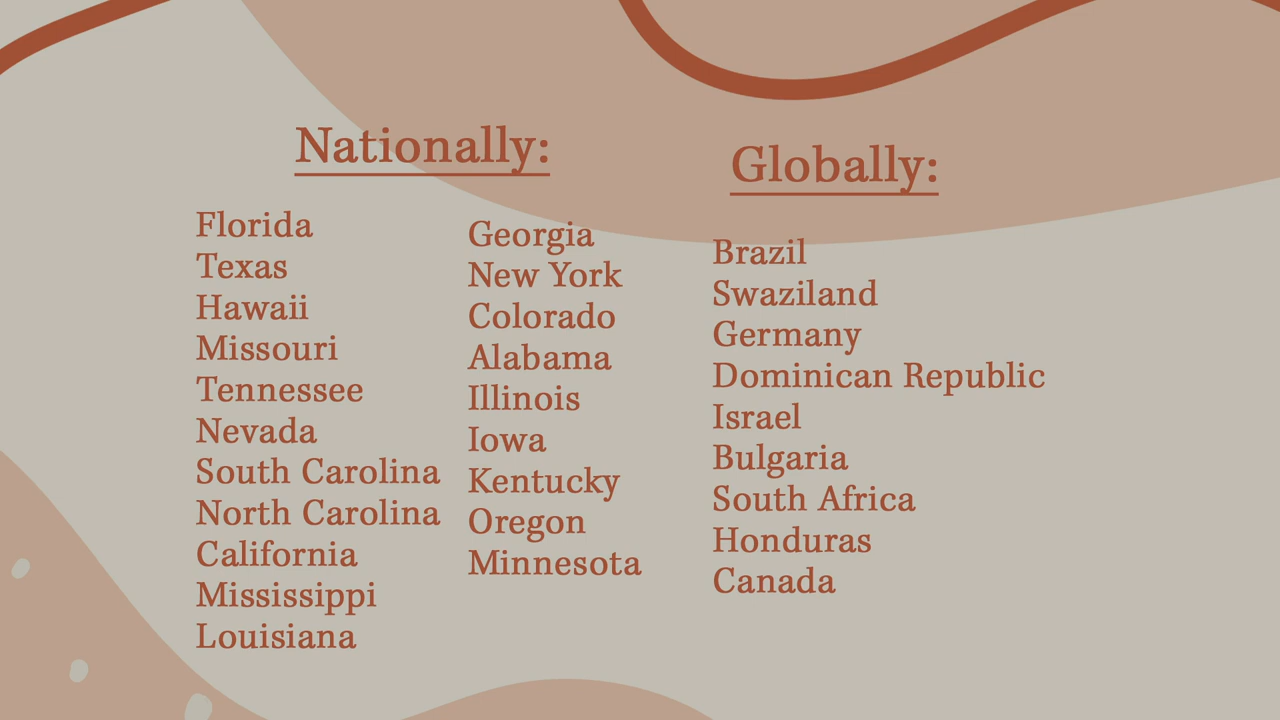 Nationally:
Florida
Texas
Hawaii
Missouri
Tennessee
Nevada
South Carolina
North Carolina
California
Mississippi
Louisiana
Georgia
New York
Colorado
Alabama
Illinois
Iowa
Kentucky
Oregon
Minnesota
Globally:
Brazil
Swaziland
Germany
Dominican Republic
Israel
Bulgaria
South Africa
Honduras
Canada